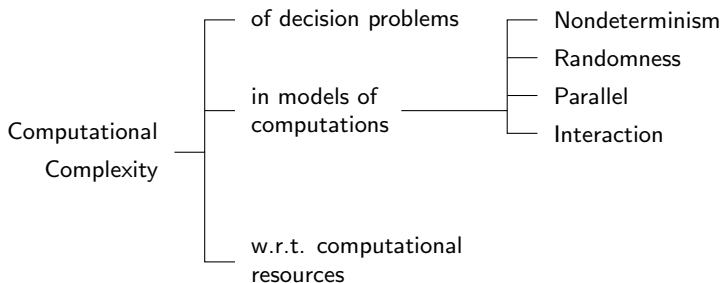 Computational
Complexity
of decision problems
in models of
computations
w.r.t. computational
resources
Nondeterminism
Randomness
Parallel
Interaction